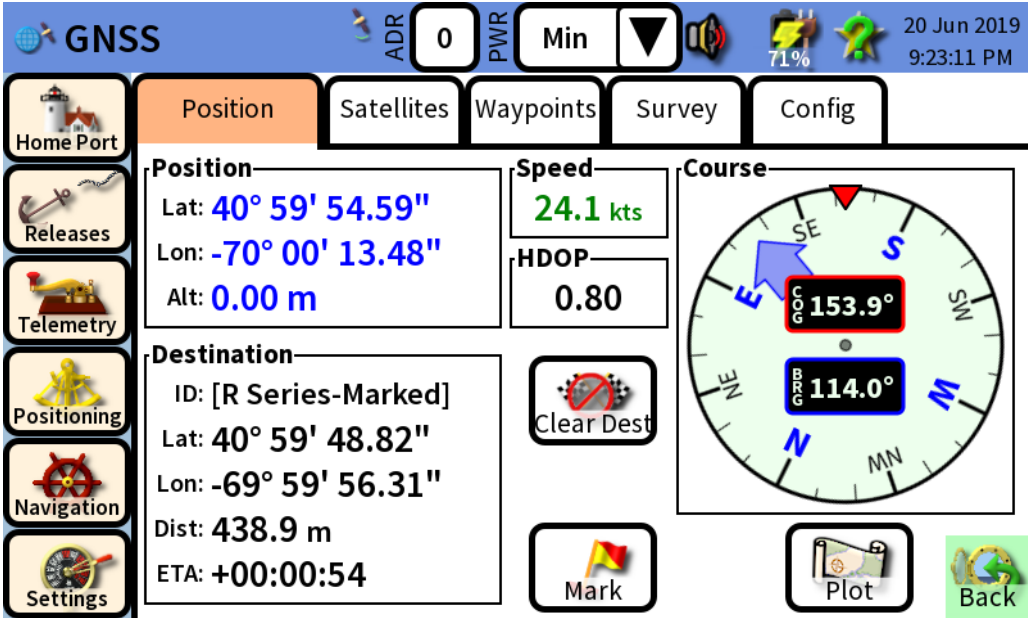 GNSS
ADR
0
PWR
Min
71%
20 Jun 2019
9:23:11 PM
Home Port
Releases
Telemetry
Positioning
Navigation
Settings
Position
Satellites
Waypoints
Survey
Config
Position
Lat: 40° 59' 54.59"
Lon: -70° 00' 13.48"
Alt: 0.00 m
Speed
24.1 kts
HDOP
0.80
Destination
ID: [R Series-Marked]
Lat: 40° 59' 48.82"
Lon: -69° 59' 56.31"
Dist: 438.9 m
ETA: +00:00:54
Clear Dest
Mark
Course
SE
S
SW
W
NW
N
NE
E
COG 153.9°
BRG 114.0°
Plot
Back